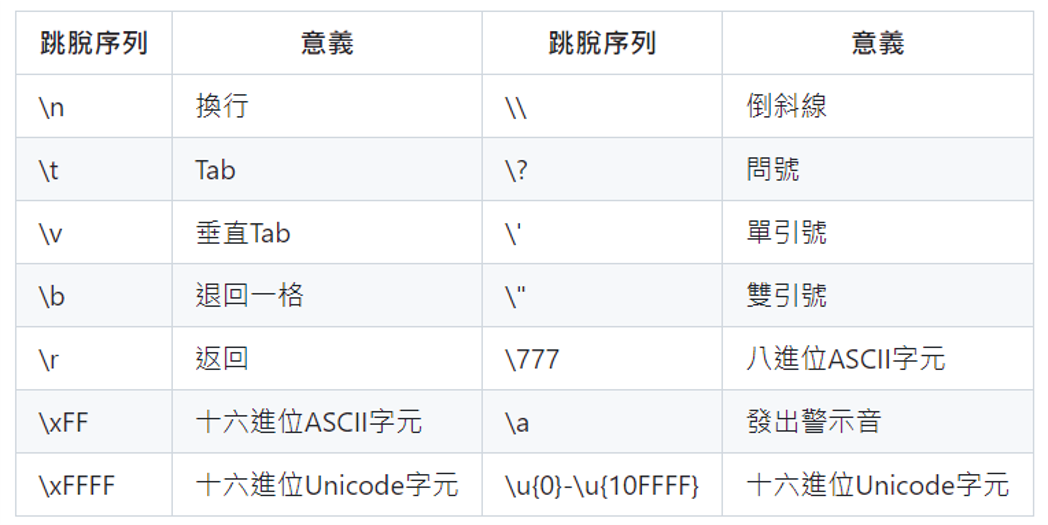 跳脫序列 意義 跳脫序列 意義
\n 換行 \\ 倒斜線
\t Tab \? 問號
\v 垂直Tab \' 單引號
\b 退回一格 \" 雙引號
\r 返回 \777 八進位ASCII字元
\xFF 十六進位ASCII字元 \a 發出警示音
\xFFFF 十六進位Unicode字元 \u{0}-\u{10FFFF} 十六進位Unicode字元